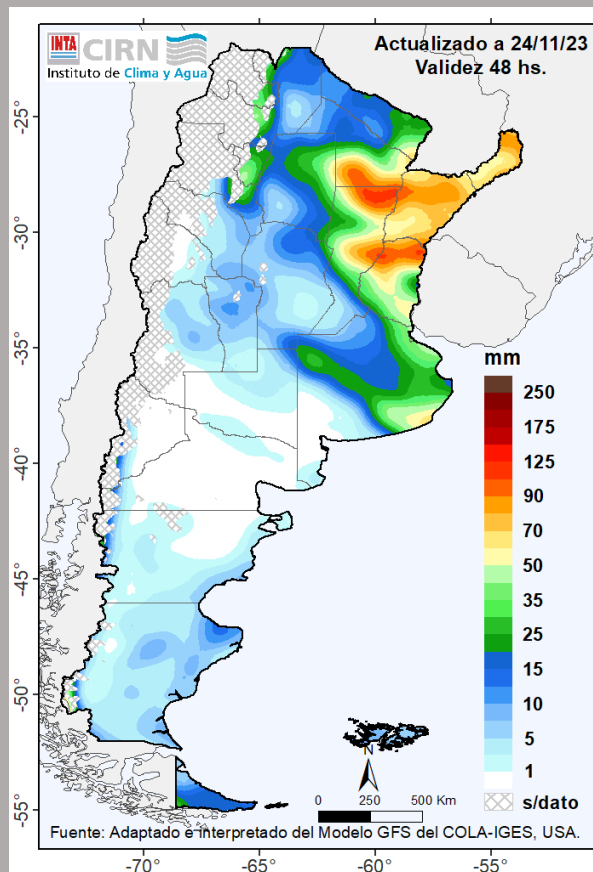 INTA CIRN
Instituto de Clima y Agua
Actualizado a 24/11/23
Validez 48 hs.
-25°
-30°
-35°
-40°
-45°
-50°
-55°
mm
250
175
125
90
70
50
35
25
15
10
5
1
s/dato
N
0 250 500 Km
Fuente: Adaptado e interpretado del Modelo GFS del COLA-IGES, USA.
-70° -65° -60° -55°